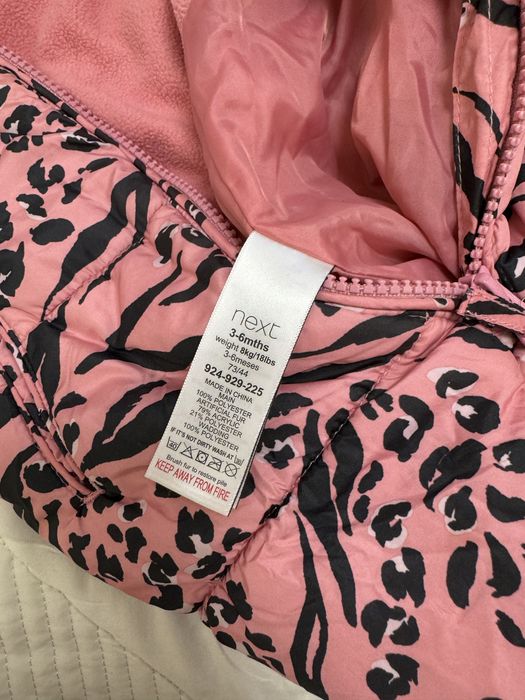 next
3-6mths
weight 8kg/18lbs
3-6meses
73/44
924-929-225
MADE IN CHINA
MAIN
100% POLYESTER
ARTIFICIAL FUR
79% ACRYLIC
21% POLYESTER
WADDING
100% POLYESTER
IF IT'S NOT DIRTY WASH AT
40
Brush fur to restore pile
KEEP AWAY FROM FIRE